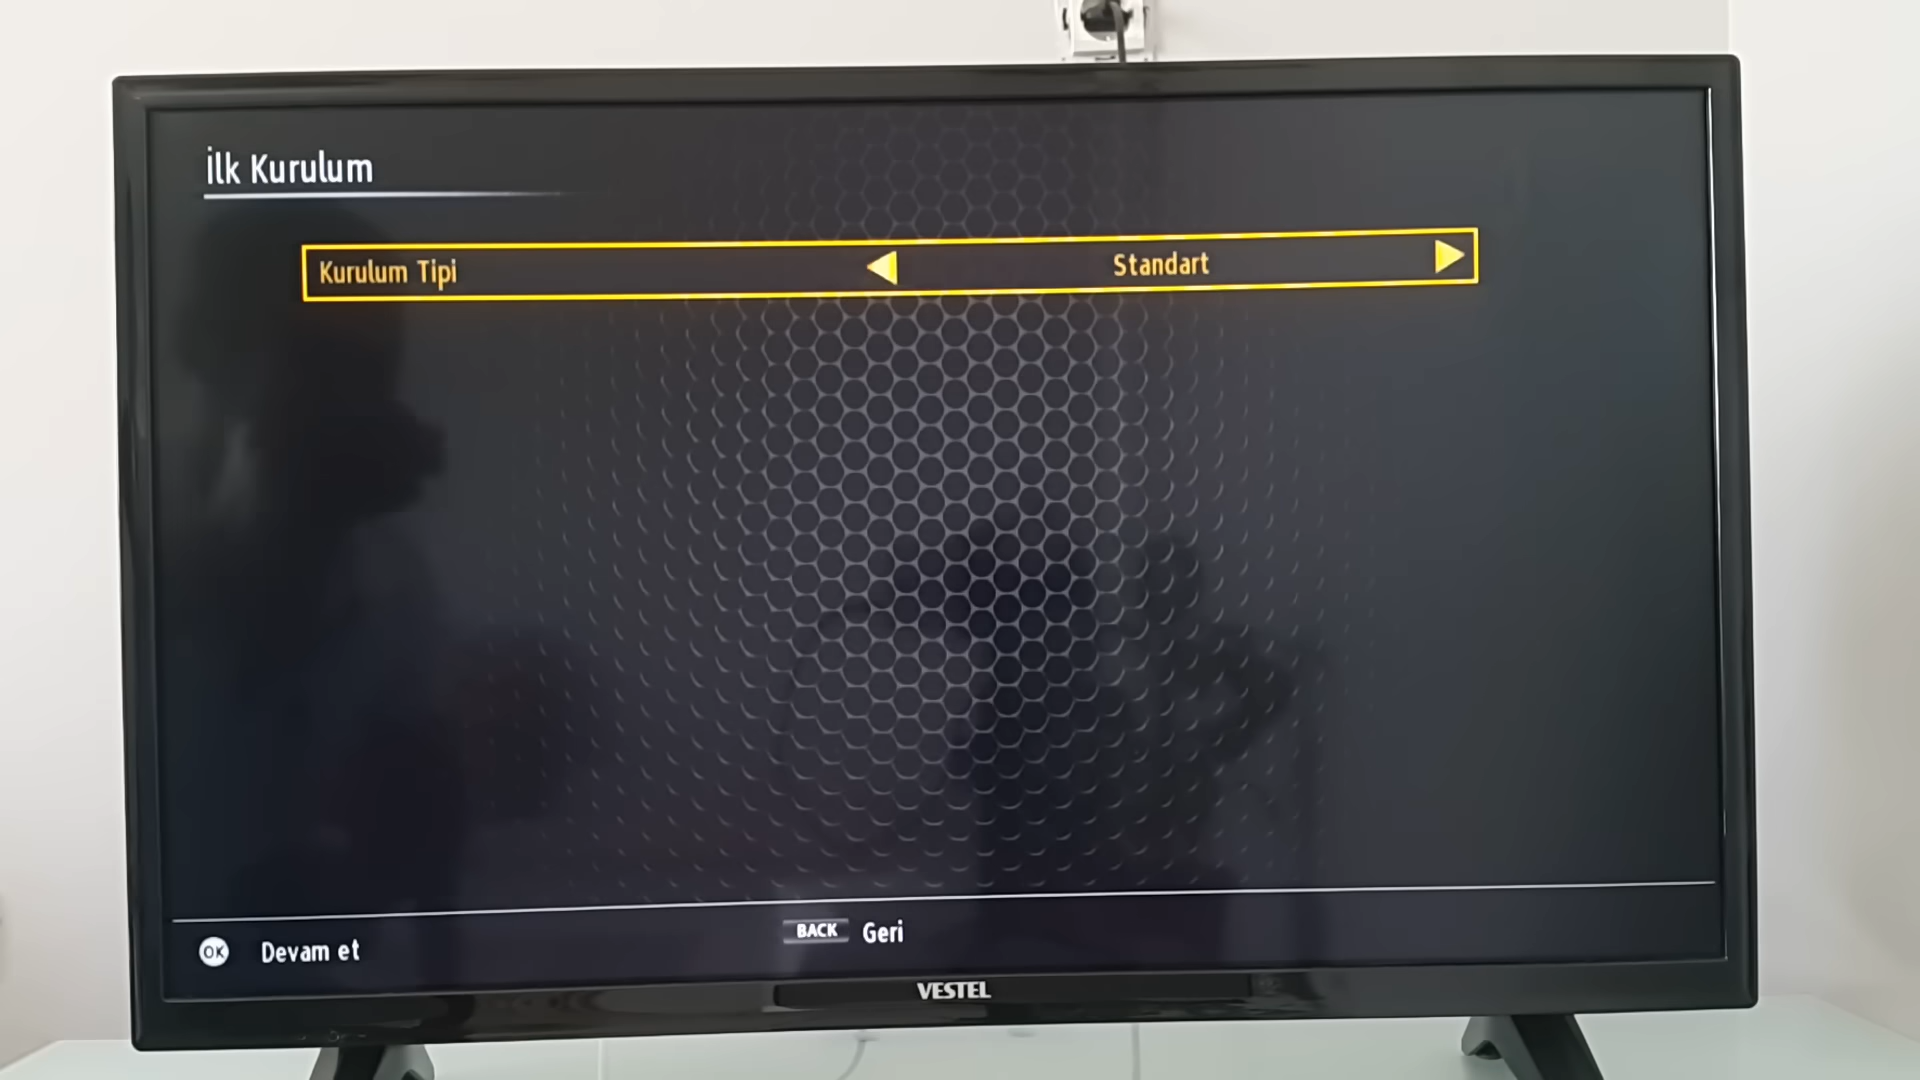 İlk Kurulum
Kurulum Tipi Standart
OK Devam et BACK Geri
VESTEL